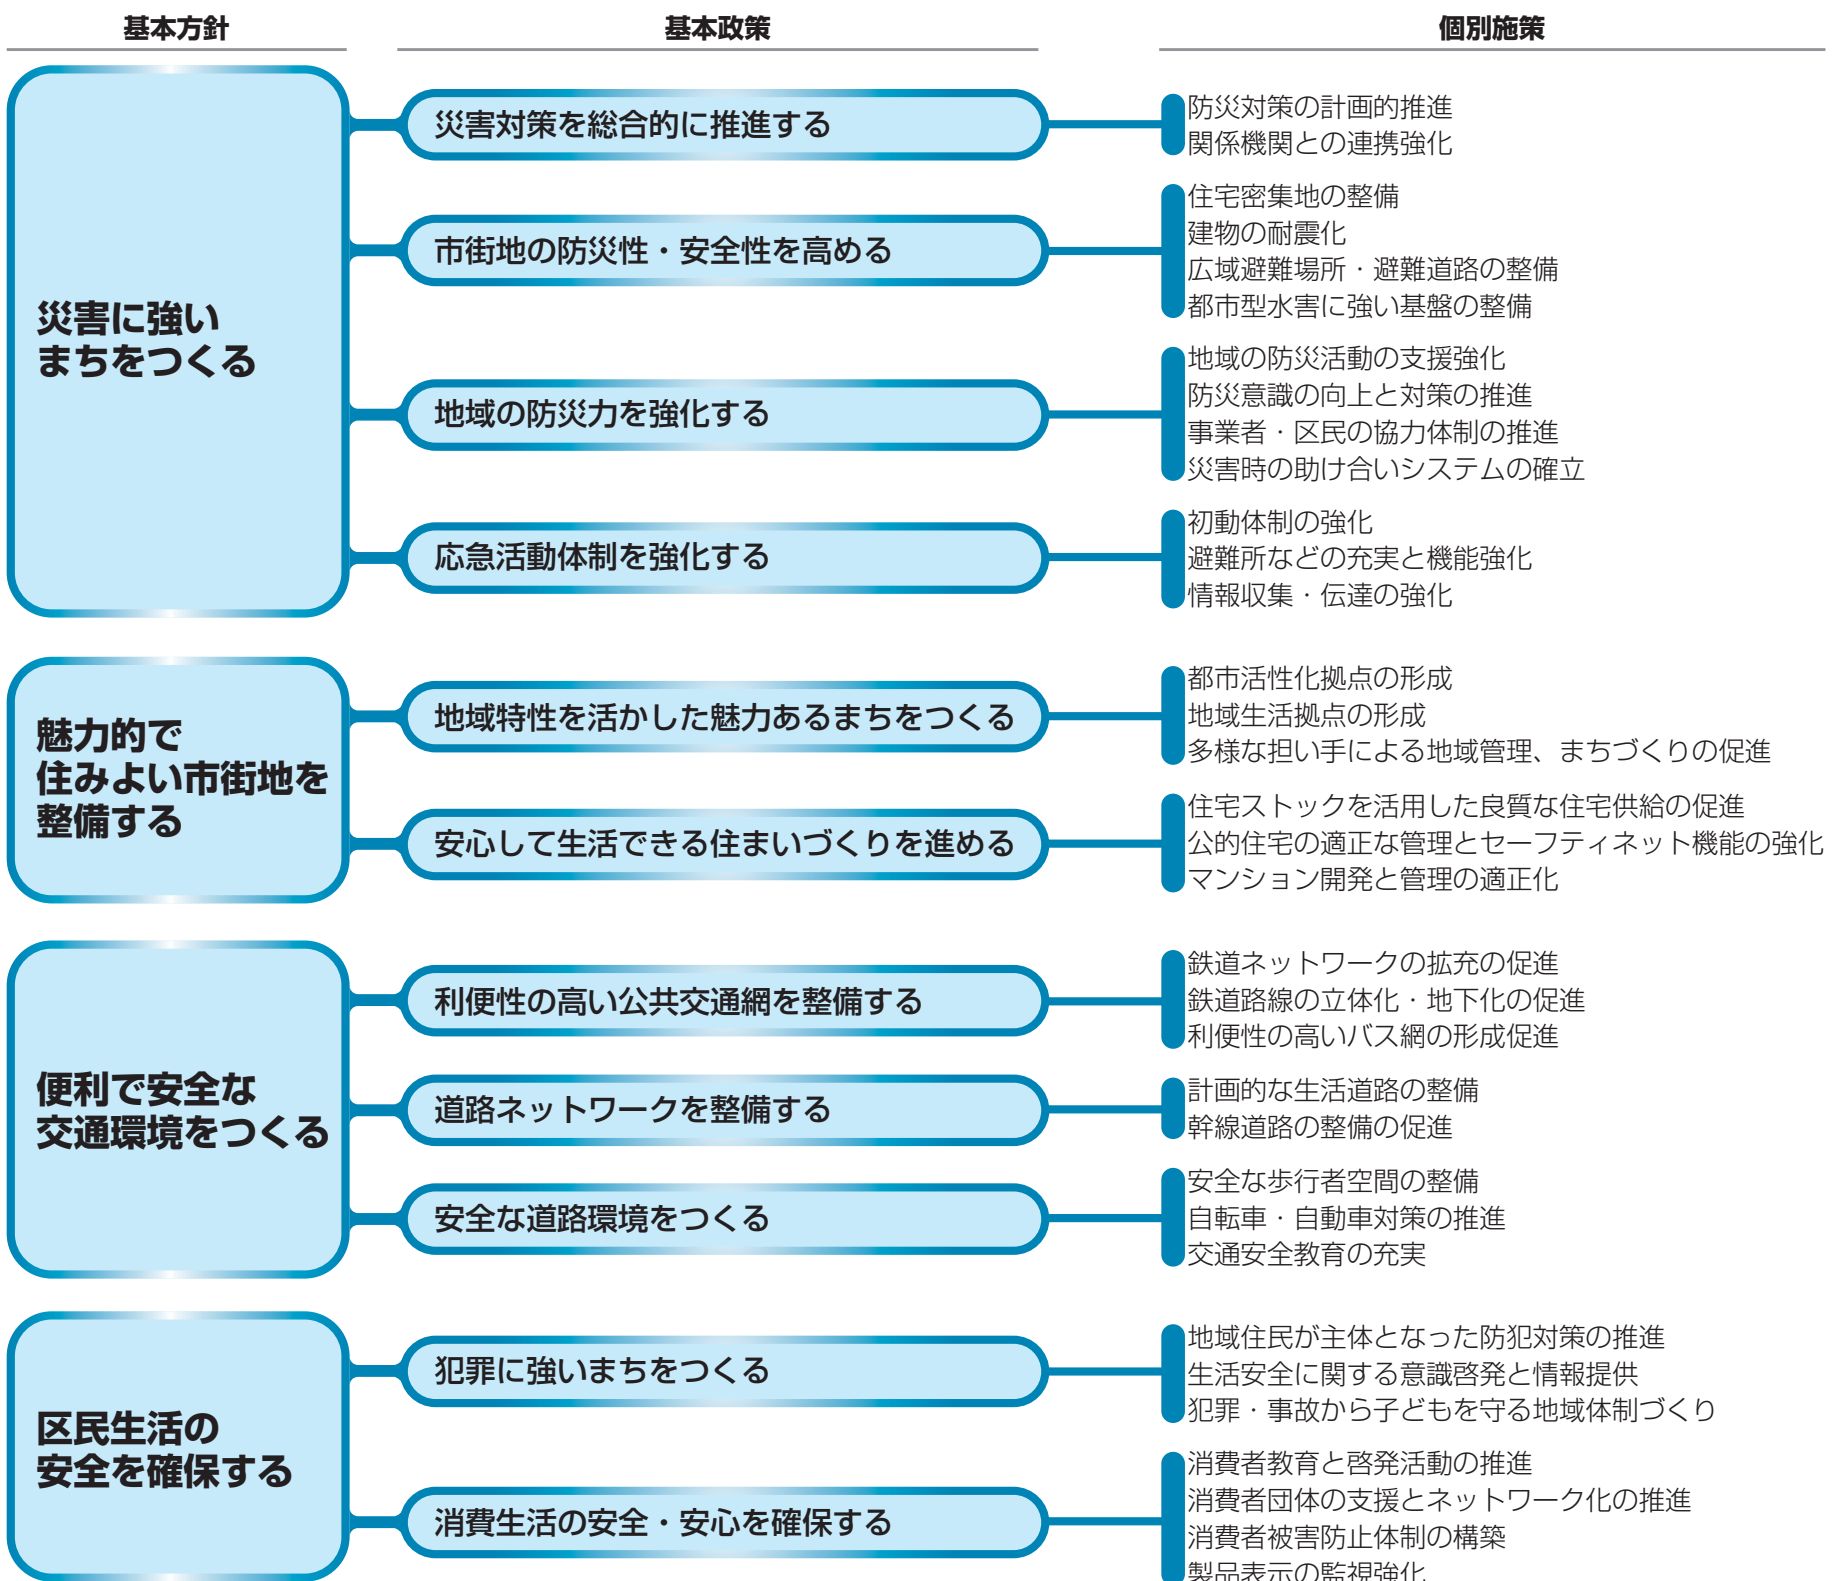 基本方針
基本政策
個別施策
災害に強い
まちをつくる
災害対策を総合的に推進する
防災対策の計画的推進
関係機関との連携強化
市街地の防災性・安全性を高める
住宅密集地の整備
建物の耐震化
広域避難場所・避難道路の整備
都市型水害に強い基盤の整備
地域の防災力を強化する
地域の防災活動の支援強化
防災意識の向上と対策の推進
事業者・区民の協力体制の推進
災害時の助け合いシステムの確立
応急活動体制を強化する
初動体制の強化
避難所などの充実と機能強化
情報収集・伝達の強化
魅力的で
住みよい市街地を
整備する
地域特性を活かした魅力あるまちをつくる
都市活性化拠点の形成
地域生活拠点の形成
多様な担い手による地域管理、まちづくりの促進
安心して生活できる住まいづくりを進める
住宅ストックを活用した良質な住宅供給の促進
公的住宅の適正な管理とセーフティネット機能の強化
マンション開発と管理の適正化
便利で安全な
交通環境をつくる
利便性の高い公共交通網を整備する
鉄道ネットワークの拡充の促進
鉄道路線の立体化・地下化の促進
利便性の高いバス網の形成促進
道路ネットワークを整備する
計画的な生活道路の整備
幹線道路の整備の促進
安全な道路環境をつくる
安全な歩行者空間の整備
自転車・自動車対策の推進
交通安全教育の充実
区民生活の
安全を確保する
犯罪に強いまちをつくる
地域住民が主体となった防犯対策の推進
生活安全に関する意識啓発と情報提供
犯罪・事故から子どもを守る地域体制づくり
消費生活の安全・安心を確保する
消費者教育と啓発活動の推進
消費者団体の支援とネットワーク化の推進
消費者被害防止体制の構築
製品表示の監視強化